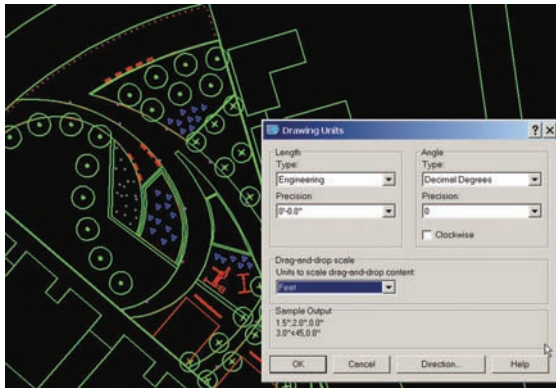 Drawing Units
Length
Type:
Engineering
Precision:
0'-0.0"
Angle
Type:
Decimal Degrees
Precision:
0
Clockwise
Drag-and-drop scale
Units to scale drag-and-drop content:
Feet
Sample Output
1.5",2.0",0.0"
3.0"<45,0.0"
OK
Cancel
Direction...
Help